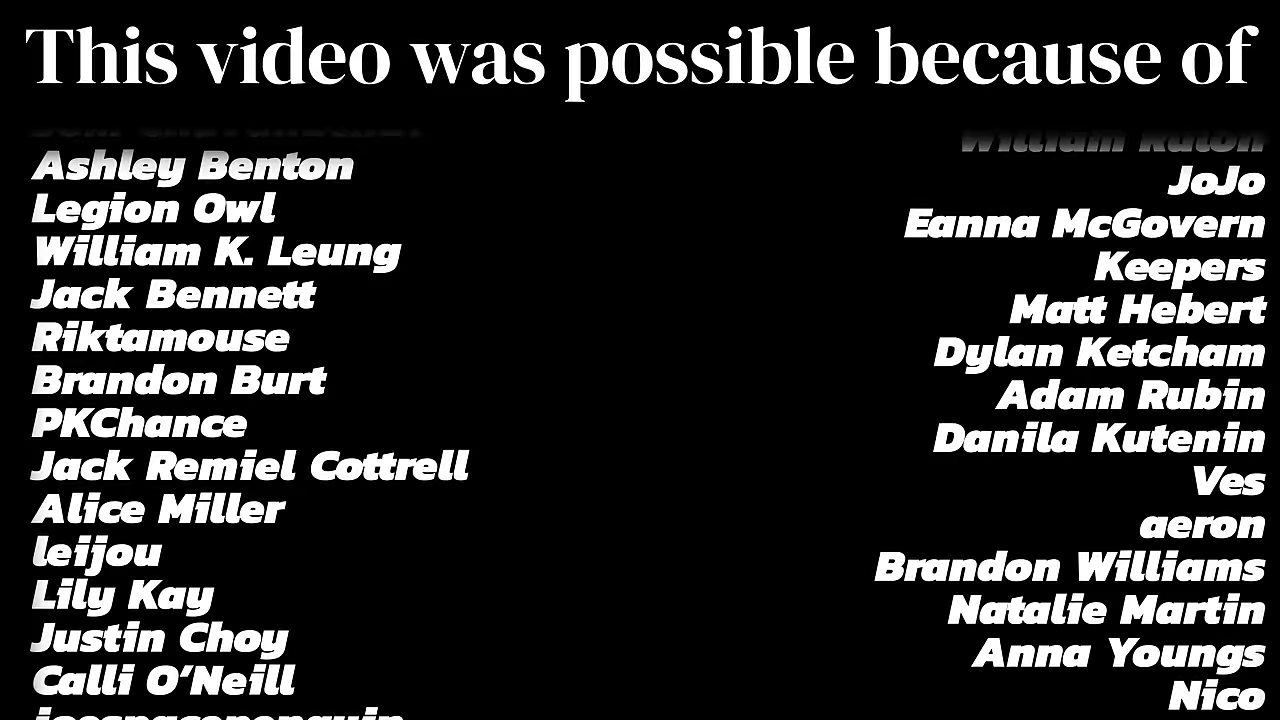 This video was possible because of
Ashley Benton
Legion Owl
William K. Leung
Jack Bennett
Riktamouse
Brandon Burt
PKChance
Jack Remiel Cottrell
Alice Miller
leijou
Lily Kay
Justin Choy
Calli O’Neill
JoJo
Eanna McGovern
Keepers
Matt Hebert
Dylan Ketcham
Adam Rubin
Danila Kutenin
Ves
aeron
Brandon Williams
Natalie Martin
Anna Youngs
Nico